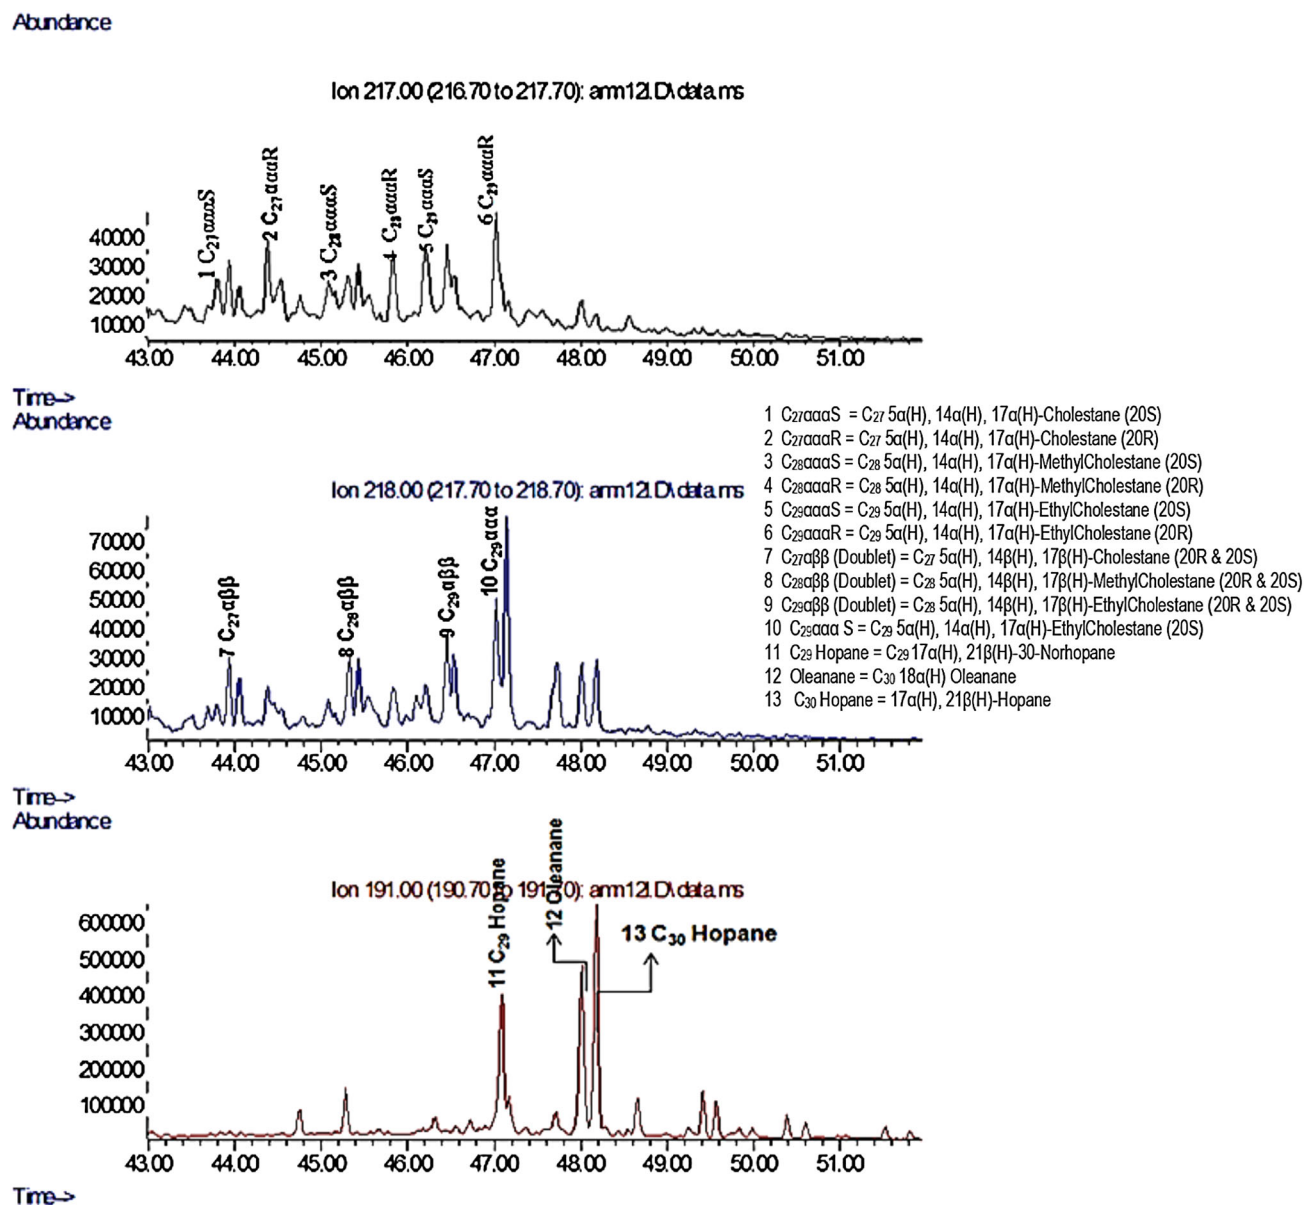 Abundance
Ion 217.00 (216.70 to 217.70): arm12I.D\data.ms
1 C₂₇αααS
2 C₂₇αααR
3 C₂₈αααS
4 C₂₈αααR
5 C₂₉αααS
6 C₂₉αααR
40000
30000
20000
10000
43.00 44.00 45.00 46.00 47.00 48.00 49.00 50.00 51.00
Time-->
Abundance
1 C₂₇αααS = C₂₇ 5α(H), 14α(H), 17α(H)-Cholestane (20S)
2 C₂₇αααR = C₂₇ 5α(H), 14α(H), 17α(H)-Cholestane (20R)
3 C₂₈αααS = C₂₈ 5α(H), 14α(H), 17α(H)-MethylCholestane (20S)
4 C₂₈αααR = C₂₈ 5α(H), 14α(H), 17α(H)-MethylCholestane (20R)
5 C₂₉αααS = C₂₉ 5α(H), 14α(H), 17α(H)-EthylCholestane (20S)
6 C₂₉αααR = C₂₉ 5α(H), 14α(H), 17α(H)-EthylCholestane (20R)
7 C₂₇αββ (Doublet) = C₂₇ 5α(H), 14β(H), 17β(H)-Cholestane (20R & 20S)
8 C₂₈αββ (Doublet) = C₂₈ 5α(H), 14β(H), 17β(H)-MethylCholestane (20R & 20S)
9 C₂₉αββ (Doublet) = C₂₈ 5α(H), 14β(H), 17β(H)-EthylCholestane (20R & 20S)
10 C₂₉ααα S = C₂₉ 5α(H), 14α(H), 17α(H)-EthylCholestane (20S)
11 C₂₉ Hopane = C₂₉ 17α(H), 21β(H)-30-Norhopane
12 Oleanane = C₃₀ 18α(H) Oleanane
13 C₃₀ Hopane = 17α(H), 21β(H)-Hopane
Ion 218.00 (217.70 to 218.70): arm12I.D\data.ms
7 C₂₇αββ
8 C₂₈αββ
9 C₂₉αββ
10 C₂₉ααα
70000
60000
50000
40000
30000
20000
10000
43.00 44.00 45.00 46.00 47.00 48.00 49.00 50.00 51.00
Time-->
Abundance
Ion 191.00 (190.70 to 191.70): arm12I.D\data.ms
11 C₂₉ Hopane
12 Oleanane
13 C₃₀ Hopane
600000
500000
400000
300000
200000
100000
43.00 44.00 45.00 46.00 47.00 48.00 49.00 50.00 51.00
Time-->